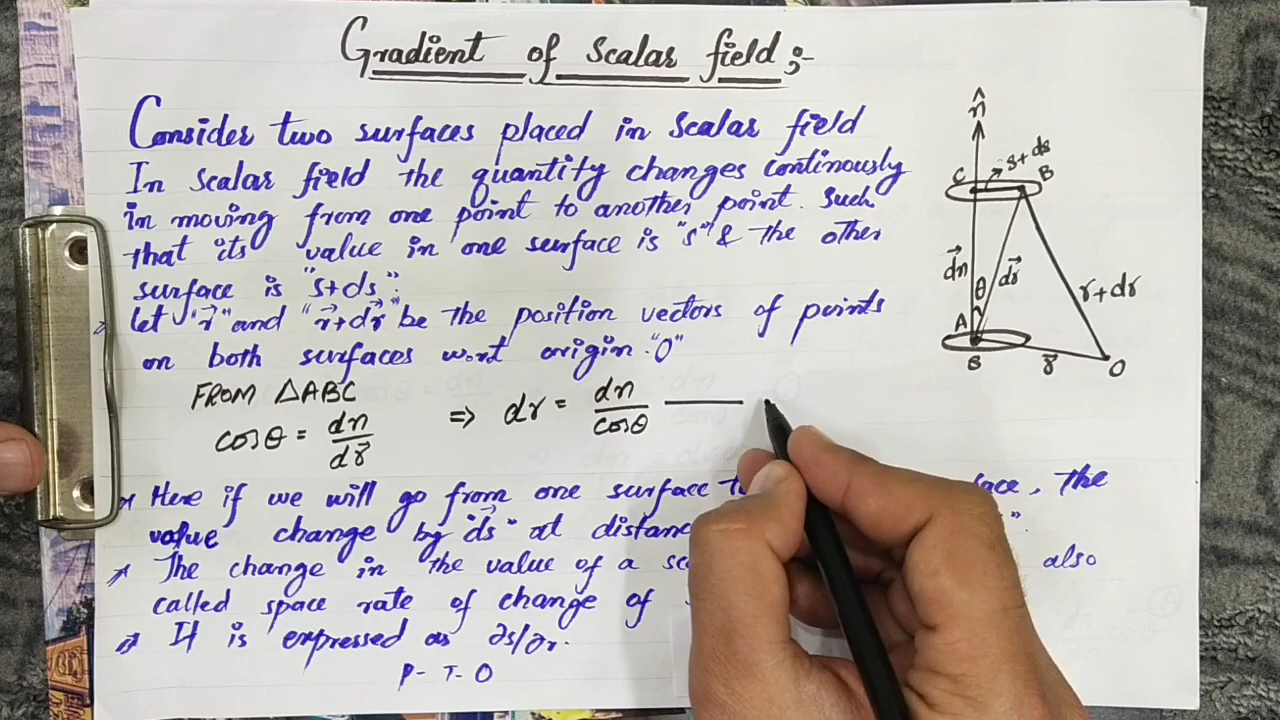 Gradient of Scalar field ;-
Consider two surfaces placed in Scalar field
In Scalar field the quantity changes continously
in moving from one point to another point. Such
that its value in one surface is "s" & the other
surface is "s+ds".
let "r⃗" and "r⃗+dr⃗" be the position vectors of points
on both surfaces w.r.t origin "O"
FROM △ABC
cosθ = dn/dr⃗ ⇒ dr = dn/cosθ
Here if we will go from one surface
value change by "ds⃗" at
The change in the value of a also
called space rate of change of
It is expressed as ∂s/∂r.
P-T-O
n̂
C
s+ds
B
dn⃗
θ
dr⃗
r+dr
A
S
r⃗
O